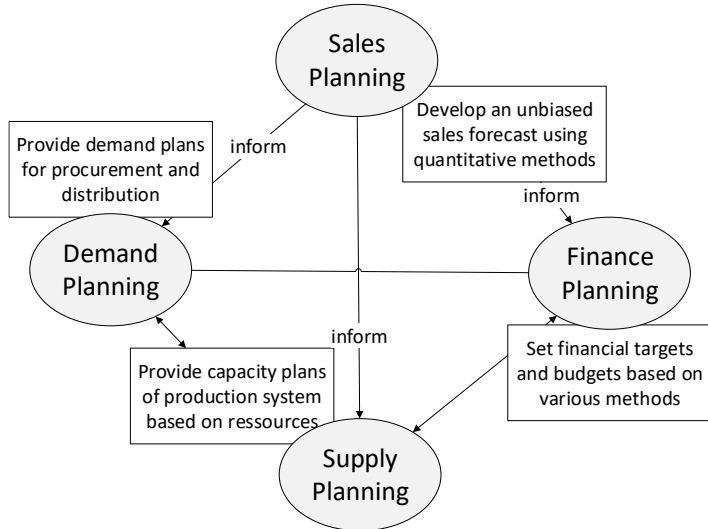 Sales
Planning
Develop an unbiased
sales forecast using
quantitative methods
Provide demand plans
for procurement and
distribution
inform
inform
Demand
Planning
Finance
Planning
inform
Provide capacity plans
of production system
based on ressources
Set financial targets
and budgets based on
various methods
Supply
Planning